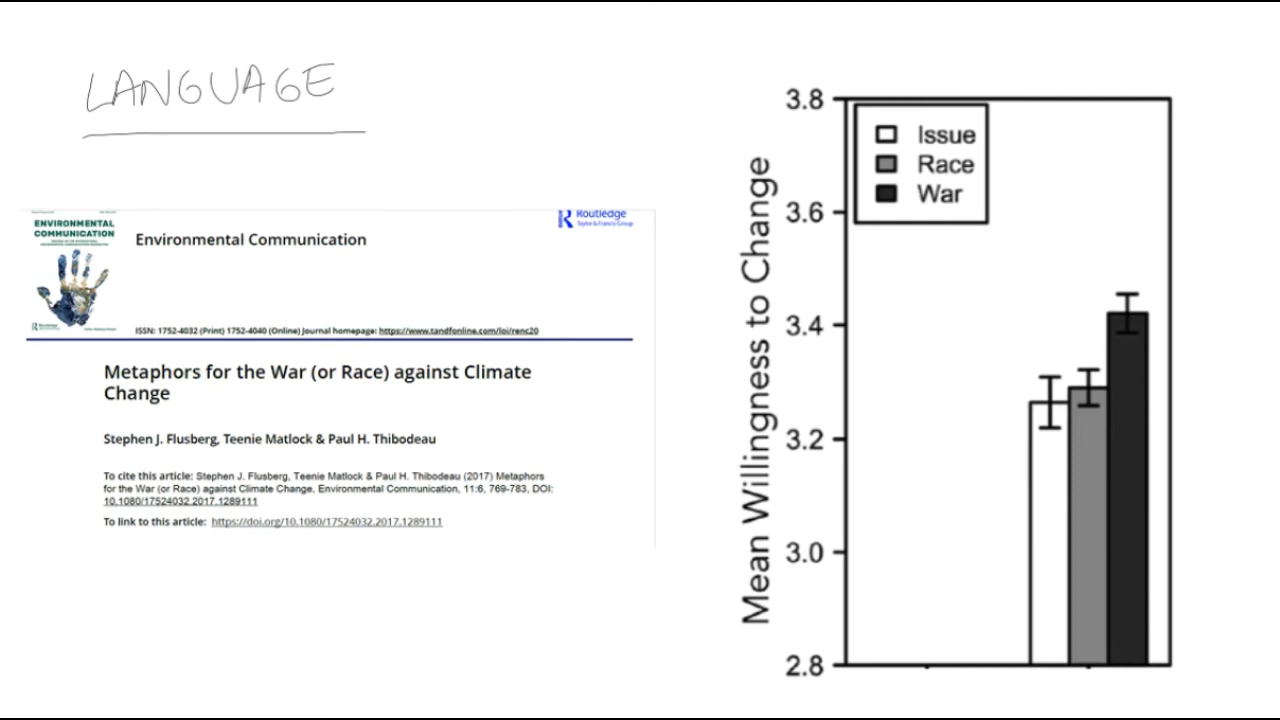 LANGUAGE
ENVIRONMENTAL
COMMUNICATION
Environmental Communication
Routledge
Taylor & Francis Group
ISSN: 1752-4032 (Print) 1752-4040 (Online) Journal homepage: https://www.tandfonline.com/loi/renc20
Metaphors for the War (or Race) against Climate
Change
Stephen J. Flusberg, Teenie Matlock & Paul H. Thibodeau
To cite this article: Stephen J. Flusberg, Teenie Matlock & Paul H. Thibodeau (2017) Metaphors
for the War (or Race) against Climate Change, Environmental Communication, 11:6, 769-783, DOI:
10.1080/17524032.2017.1289111
To link to this article: https://doi.org/10.1080/17524032.2017.1289111
Mean Willingness to Change
3.8
3.6
3.4
3.2
3.0
2.8
Issue
Race
War